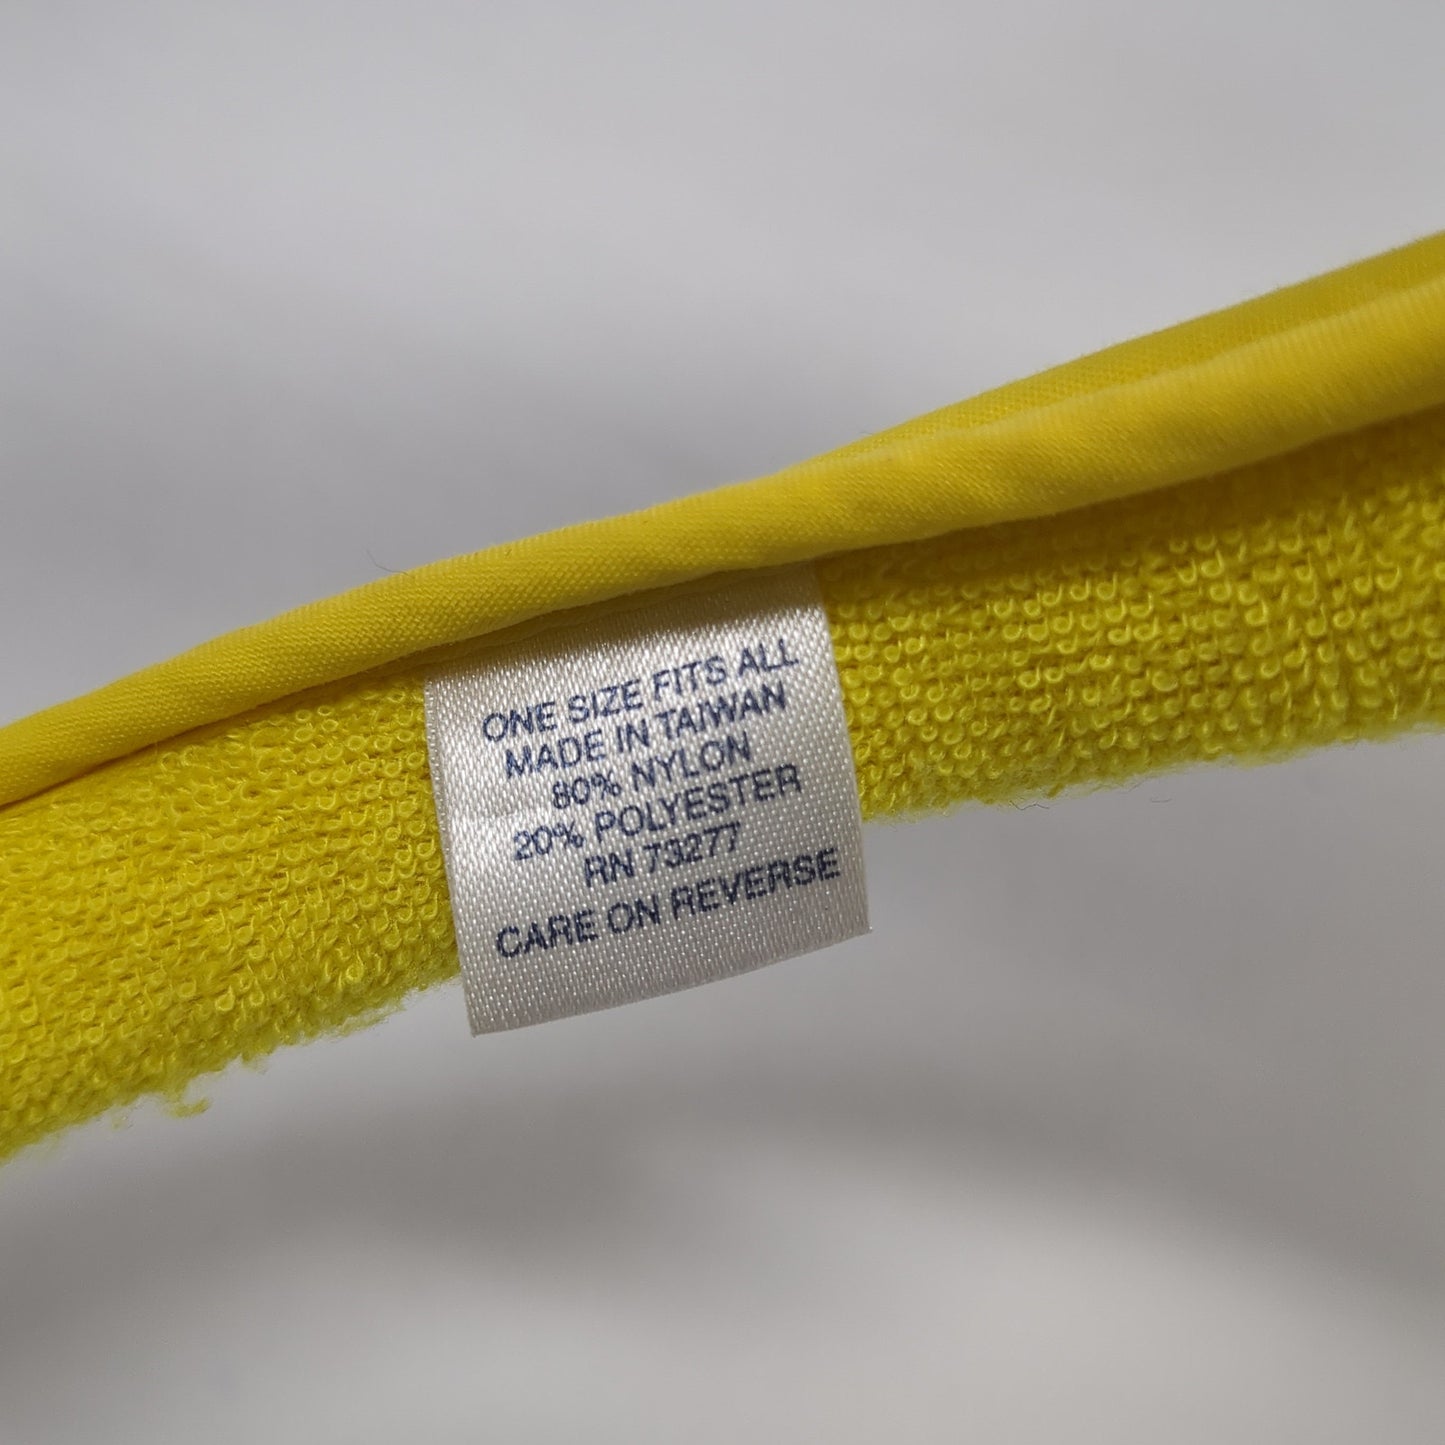 ONE SIZE FITS ALL
MADE IN TAIWAN
80% NYLON
20% POLYESTER
RN 73277
CARE ON REVERSE